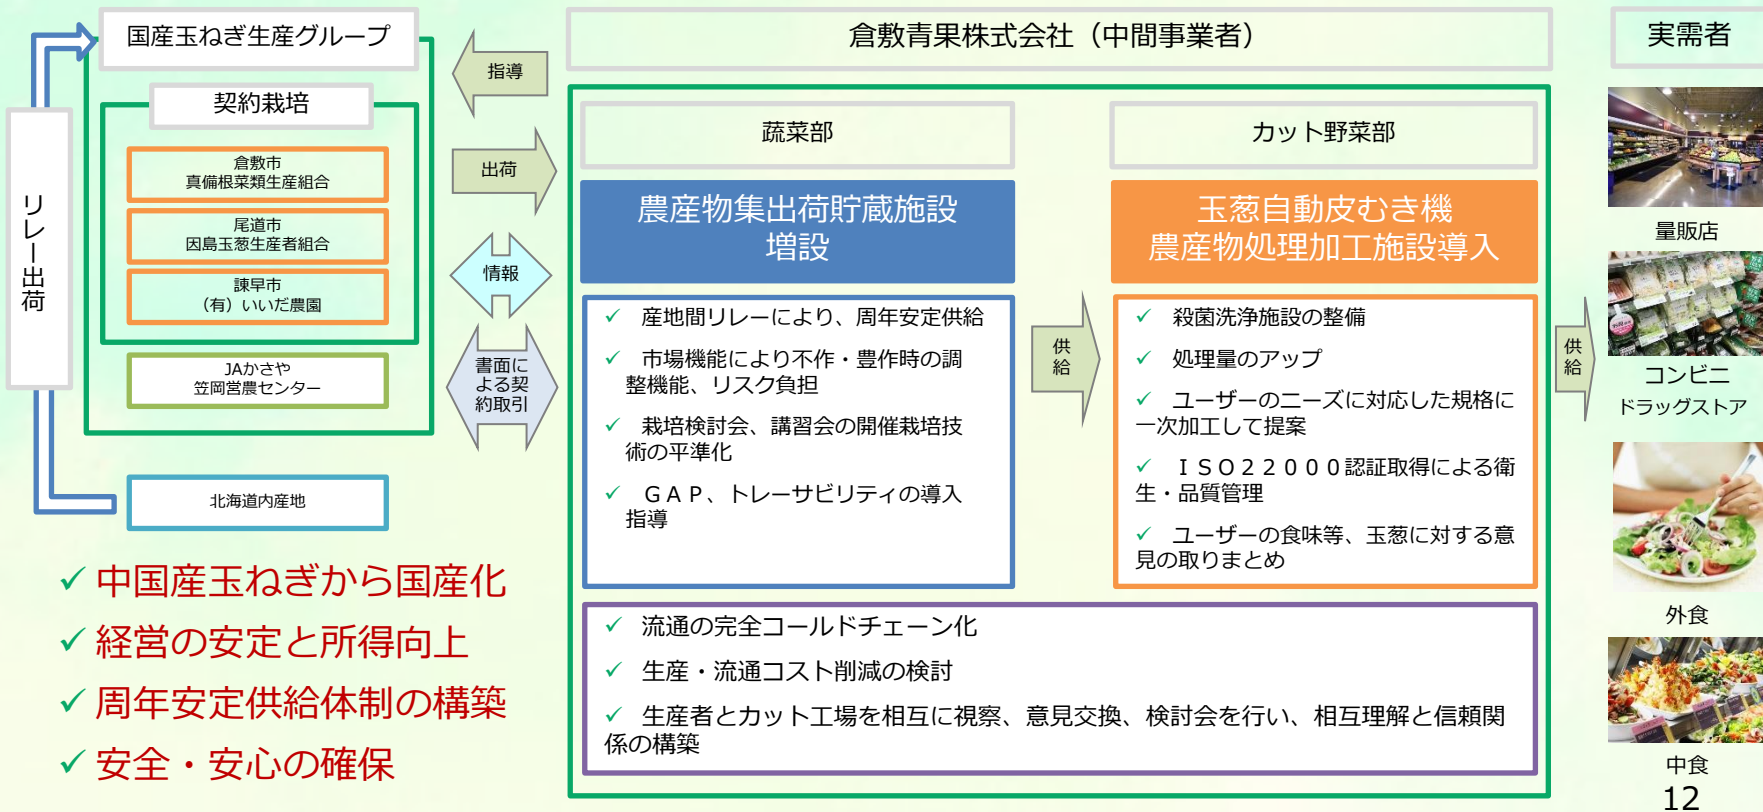 国産玉ねぎ生産グループ
契約栽培
倉敷市
真備根菜類生産組合
尾道市
因島玉葱生産者組合
諫早市
（有）いいだ農園
JAかさや
笠岡営農センター
北海道内産地
リレー出荷
指導
出荷
情報
書面に
よる契
約取引
倉敷青果株式会社（中間事業者）
蔬菜部
農産物集出荷貯蔵施設
増設
✓ 産地間リレーにより、周年安定供給
✓ 市場機能により不作・豊作時の調
整機能、リスク負担
✓ 栽培検討会、講習会の開催栽培技
術の平準化
✓ ＧＡＰ、トレーサビリティの導入
指導
供給
カット野菜部
玉葱自動皮むき機
農産物処理加工施設導入
✓ 殺菌洗浄施設の整備
✓ 処理量のアップ
✓ ユーザーのニーズに対応した規格に
一次加工して提案
✓ ＩＳＯ２２０００認証取得による衛
生・品質管理
✓ ユーザーの食味等、玉葱に対する意
見の取りまとめ
✓ 流通の完全コールドチェーン化
✓ 生産・流通コスト削減の検討
✓ 生産者とカット工場を相互に視察、意見交換、検討会を行い、相互理解と信頼関
係の構築
供給
実需者
量販店
コンビニ
ドラッグストア
外食
中食
✓ 中国産玉ねぎから国産化
✓ 経営の安定と所得向上
✓ 周年安定供給体制の構築
✓ 安全・安心の確保
12